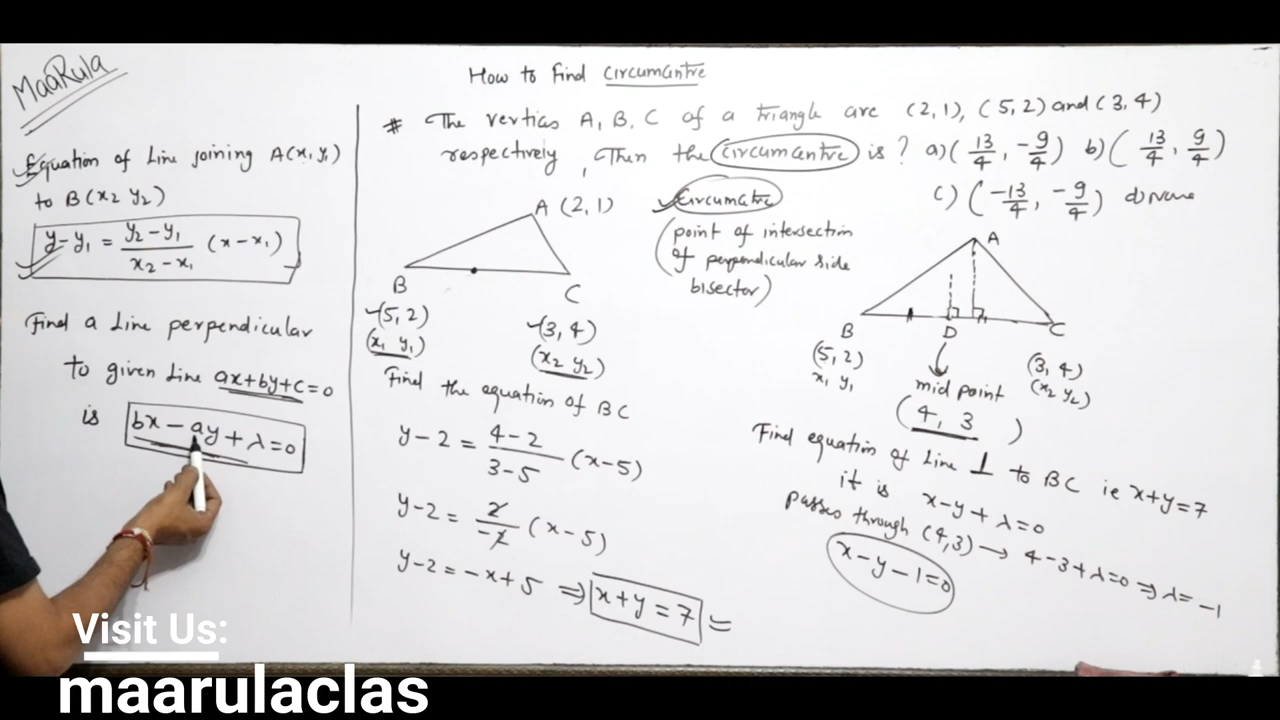 MaaRula
How to find circumcentre
Equation of Line joining A(x₁ y₁)
to B(x₂ y₂)
y-y₁ = y₂-y₁/x₂-x₁ (x-x₁)
Find a Line perpendicular
to given Line ax+by+c=0
is bx-ay+λ=0
# The vertices A, B, C of a triangle are (2,1), (5,2) and (3,4)
respectively, Then the circumcentre is ? a) (13/4, -9/4) b) (13/4, 9/4)
c) (-13/4, -9/4) d) None
A (2,1)
B
C
(5,2)
(x₁ y₁)
(3,4)
(x₂ y₂)
Circumcentre
(point of intersection
of perpendicular side
bisector)
Find the equation of BC
y-2 = 4-2/3-5 (x-5)
y-2 = 2/-2 (x-5)
y-2 = -x+5 ⇒ x+y=7
A
B
D
C
(5,2)
x₁ y₁
mid point
(4, 3)
(3,4)
(x₂ y₂)
Find equation of Line ⊥ to BC ie x+y=7
it is x-y+λ=0
passes through (4,3) → 4-3+λ=0 ⇒ λ=-1
x-y-1=0
Visit Us:
maarulaclas